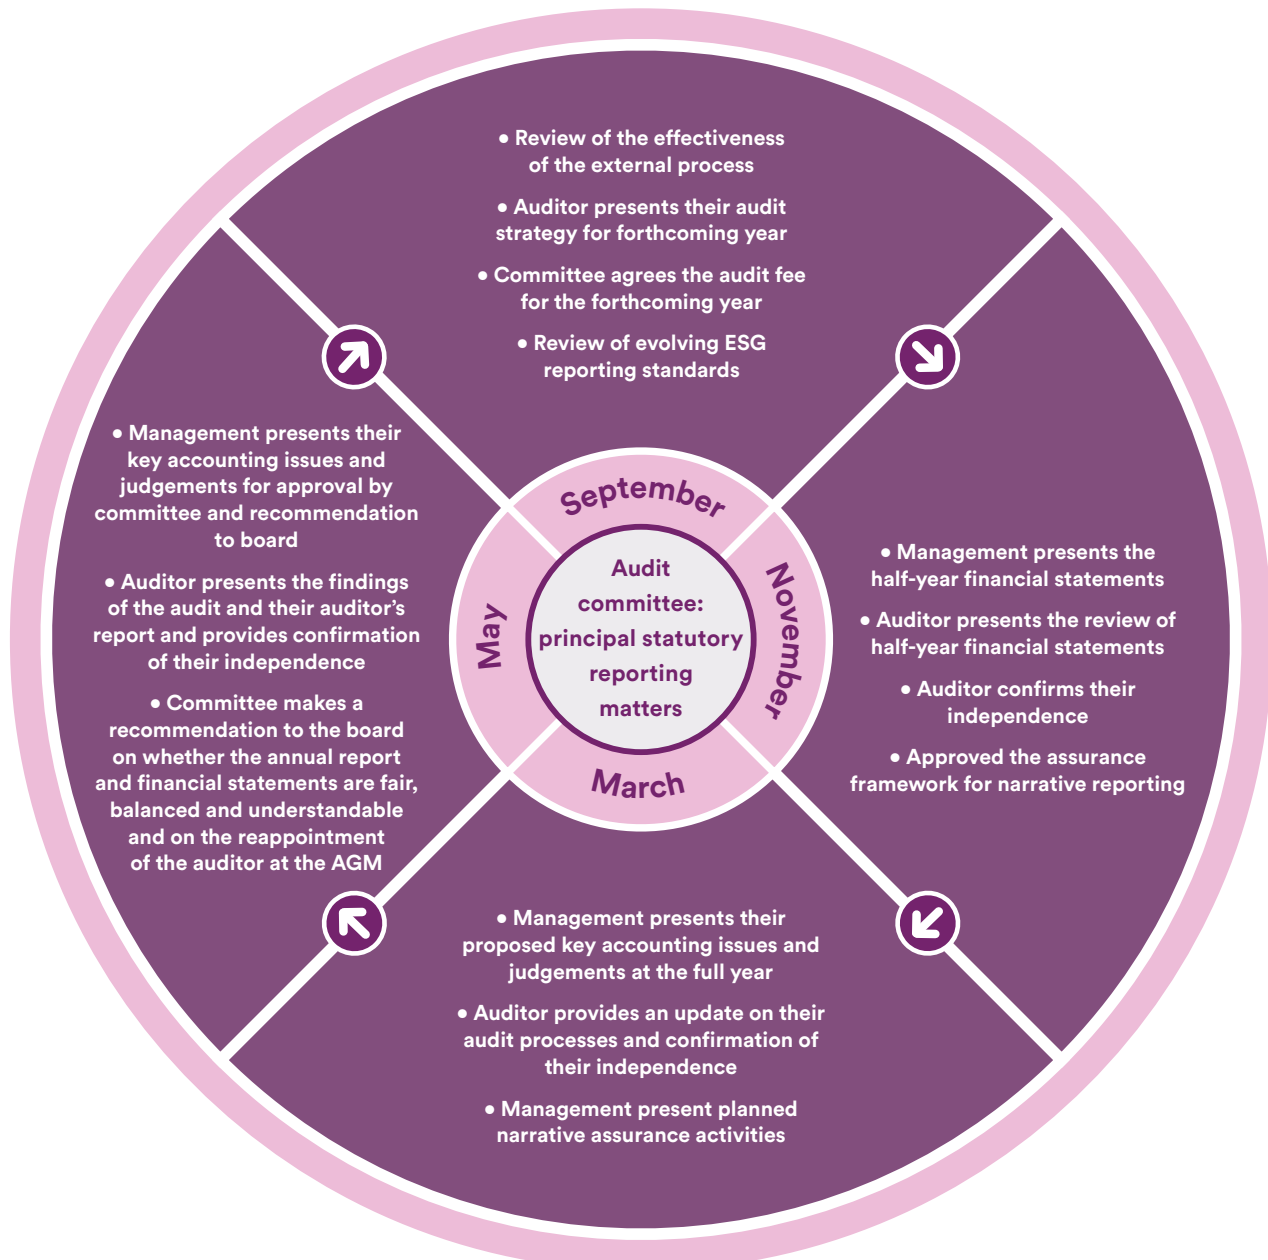 • Review of the effectiveness
of the external process
• Auditor presents their audit
strategy for forthcoming year
• Committee agrees the audit fee
for the forthcoming year
• Review of evolving ESG
reporting standards
September
• Management presents the
half-year financial statements
• Auditor presents the review of
half-year financial statements
• Auditor confirms their
independence
• Approved the assurance
framework for narrative reporting
November
• Management presents their
proposed key accounting issues and
judgements at the full year
• Auditor provides an update on their
audit processes and confirmation of
their independence
• Management present planned
narrative assurance activities
March
• Management presents their
key accounting issues and
judgements for approval by
committee and recommendation
to board
• Auditor presents the findings
of the audit and their auditor’s
report and provides confirmation
of their independence
• Committee makes a
recommendation to the board
on whether the annual report
and financial statements are fair,
balanced and understandable
and on the reappointment
of the auditor at the AGM
May
Audit
committee:
principal statutory
reporting
matters